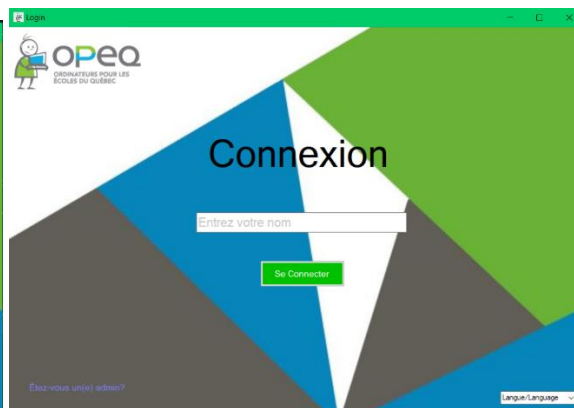 Login
OPEQ
ORDINATEURS POUR LES
ÉCOLES DU QUÉBEC
Connexion
Entrez votre nom
Se Connecter
Êtez-vous un(e) admin?
Langue/Language